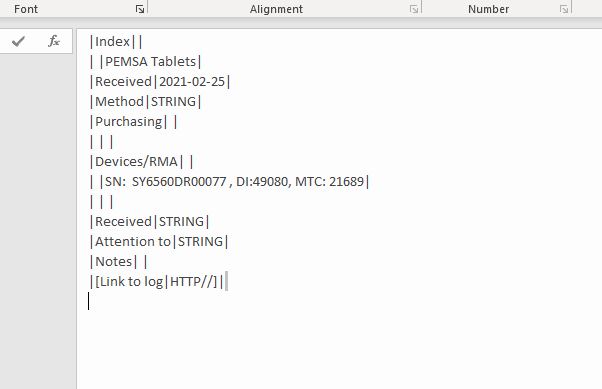 Font Alignment Number
fx
|Index||
| |PEMSA Tablets|
|Received|2021-02-25|
|Method|STRING|
|Purchasing| |
| | |
|Devices/RMA| |
| |SN:  SY6560DR00077 , DI:49080, MTC: 21689|
| | |
|Received|STRING|
|Attention to|STRING|
|Notes| |
|[Link to log|HTTP//]||